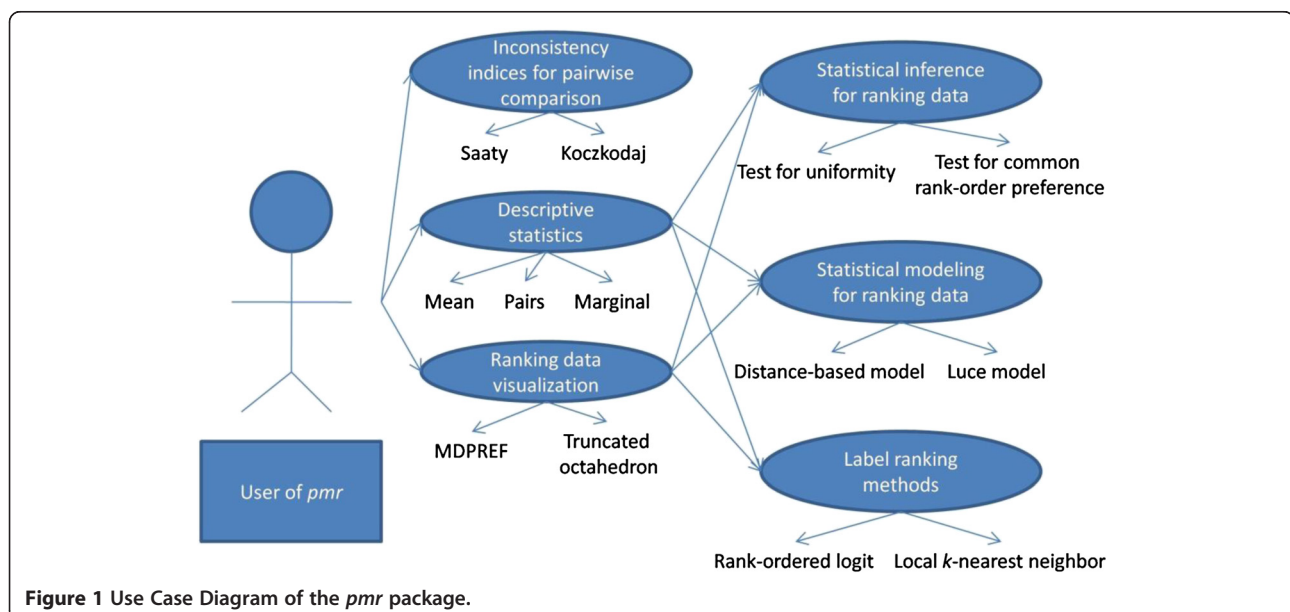 Inconsistency
indices for pairwise
comparison
Saaty
Koczkodaj
Descriptive
statistics
Mean
Pairs
Marginal
Ranking data
visualization
MDPREF
Truncated
octahedron
User of pmr
Statistical inference
for ranking data
Test for uniformity
Test for common
rank-order preference
Statistical modeling
for ranking data
Distance-based model
Luce model
Label ranking
methods
Rank-ordered logit
Local k-nearest neighbor
Figure 1 Use Case Diagram of the pmr package.